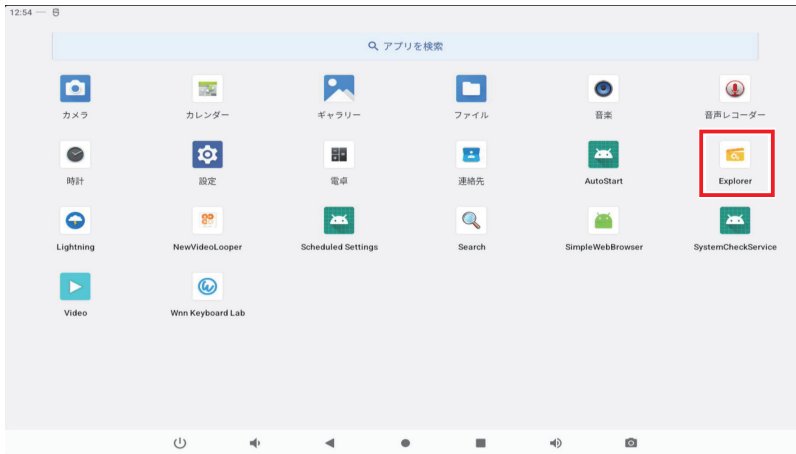 12:54
アプリを検索
カメラ
カレンダー
ギャラリー
ファイル
音楽
音声レコーダー
時計
設定
電卓
連絡先
AutoStart
Explorer
Lightning
NewVideoLooper
Scheduled Settings
Search
SimpleWebBrowser
SystemCheckService
Video
Wnn Keyboard Lab